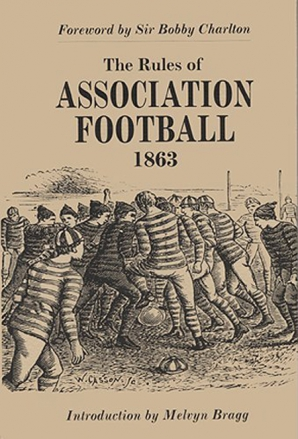 Foreword by Sir Bobby Charlton
The Rules of
ASSOCIATION
FOOTBALL
1863
Introduction by Melvyn Bragg